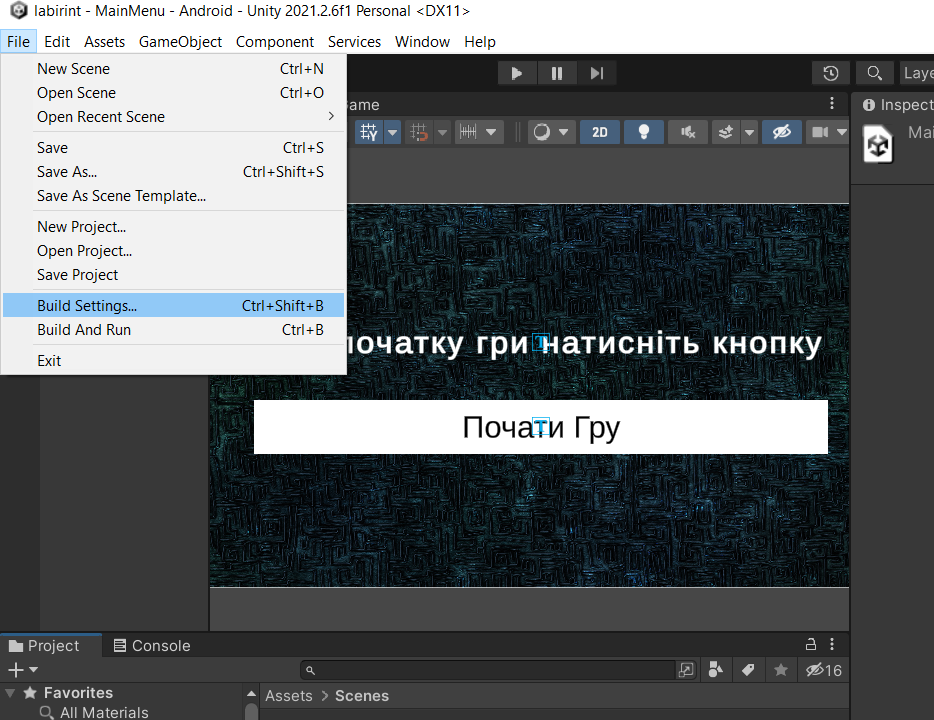 labirint - MainMenu - Android - Unity 2021.2.6f1 Personal <DX11>
File Edit Assets GameObject Component Services Window Help
New Scene Ctrl+N
Open Scene Ctrl+O
Open Recent Scene >
Save Ctrl+S
Save As... Ctrl+Shift+S
Save As Scene Template...
New Project...
Open Project...
Save Project
Build Settings... Ctrl+Shift+B
Build And Run Ctrl+B
Exit
Laye
ame
2D
Inspect
Mai
початку гри натисніть кнопку
Почати Гру
Project Console
16
Favorites
All Materials
Assets > Scenes